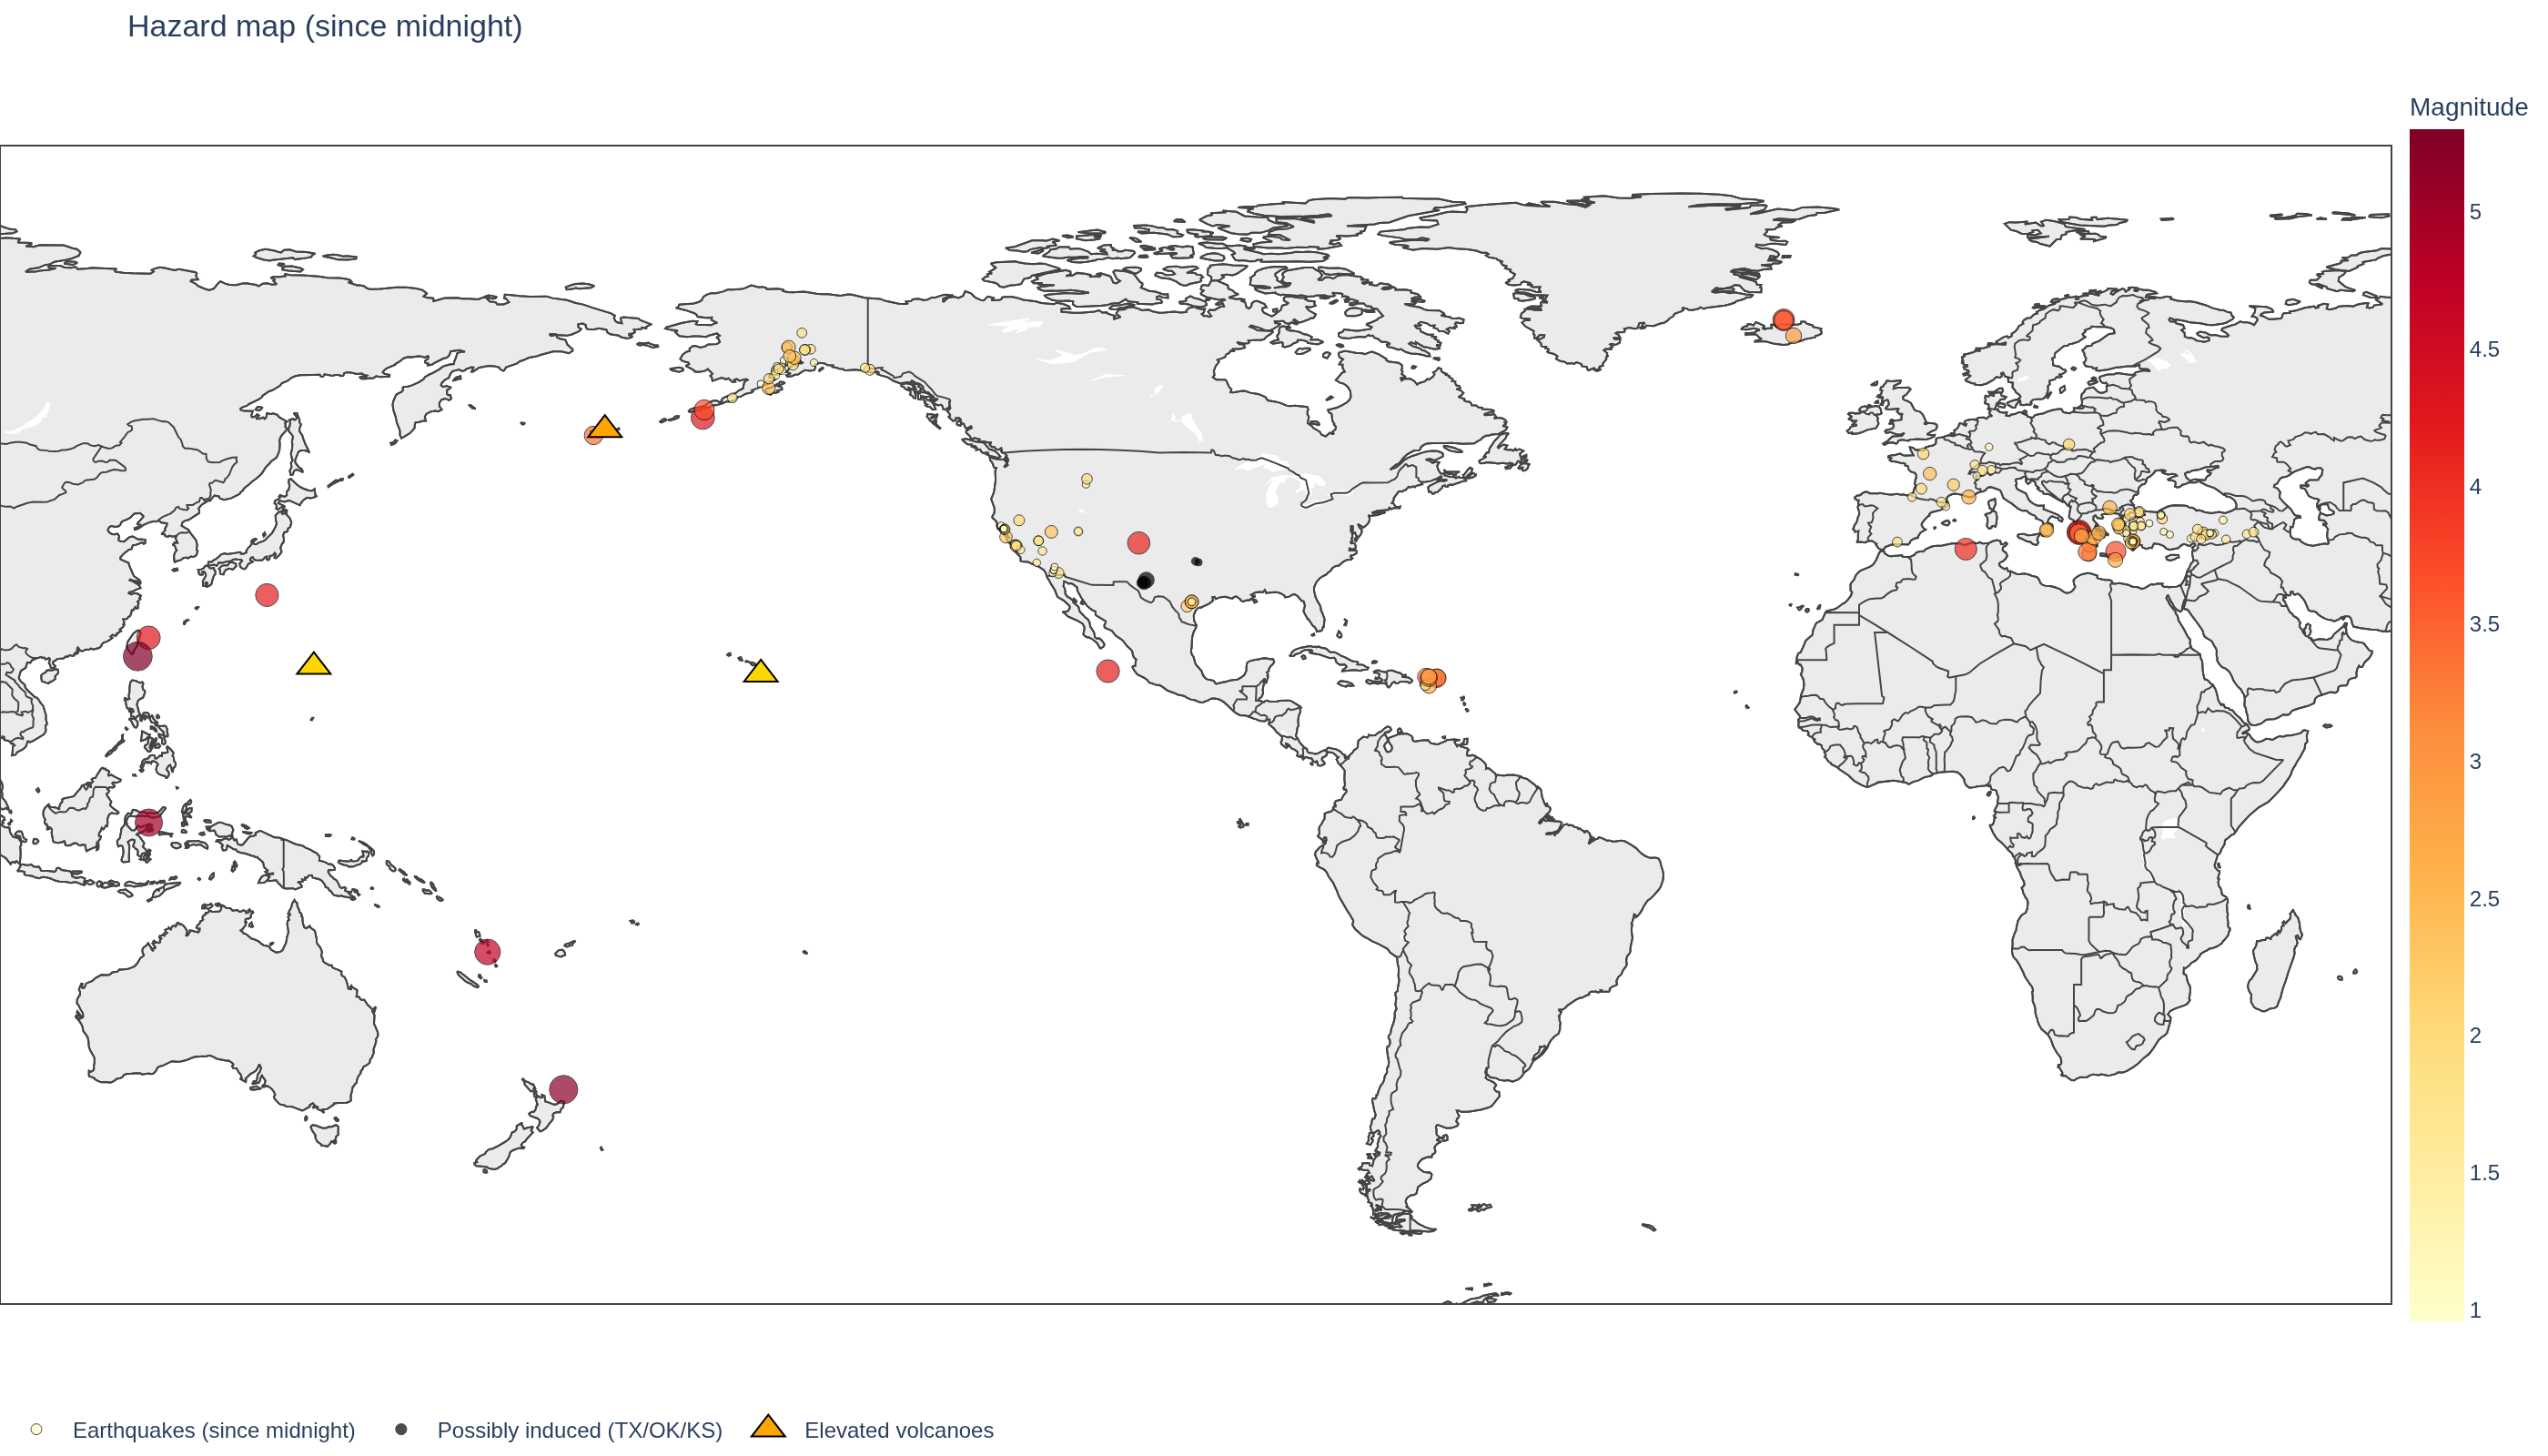 Hazard map (since midnight)
Magnitude
5
4.5
4
3.5
3
2.5
2
1.5
1
Earthquakes (since midnight)
Possibly induced (TX/OK/KS)
Elevated volcanoes